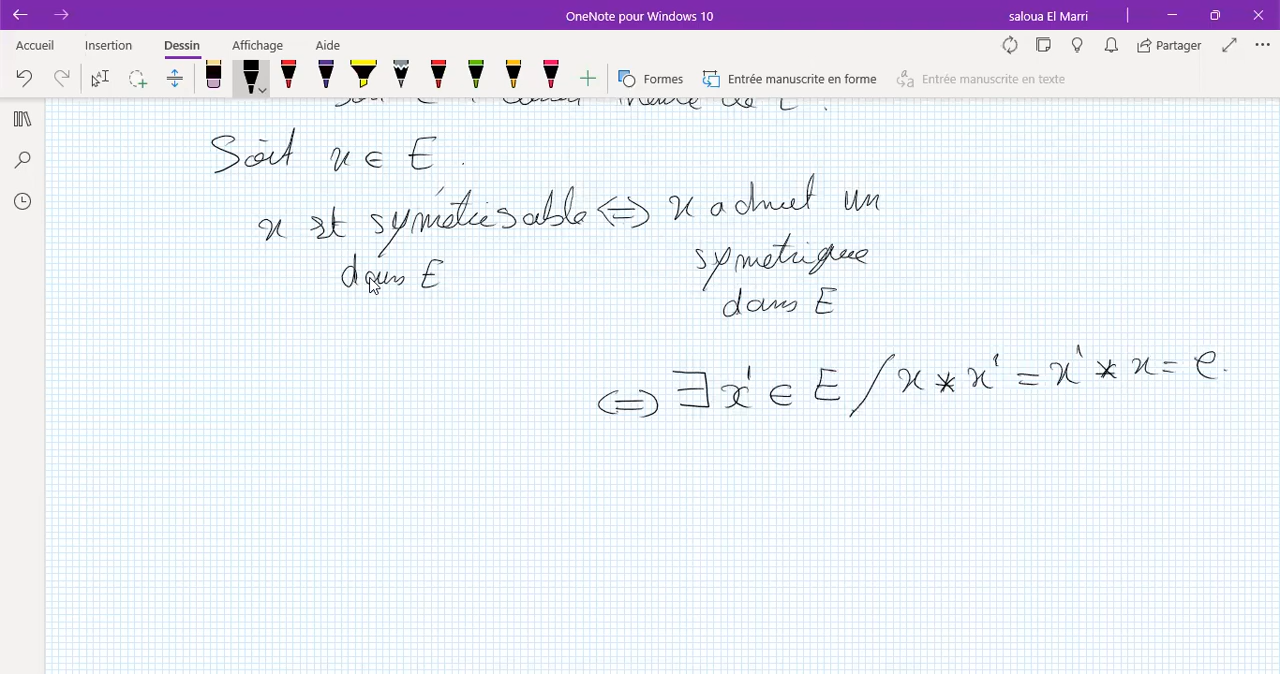 OneNote pour Windows 10
saloua El Marri
Accueil Insertion Dessin Affichage Aide
Partager
Formes Entrée manuscrite en forme Entrée manuscrite en texte
Soit x ∈ E.
x est symétrisable ⇔ x admet un
symetrique
dans E
dans E
⇔ ∃ x' ∈ E / x * x' = x' * x = e.